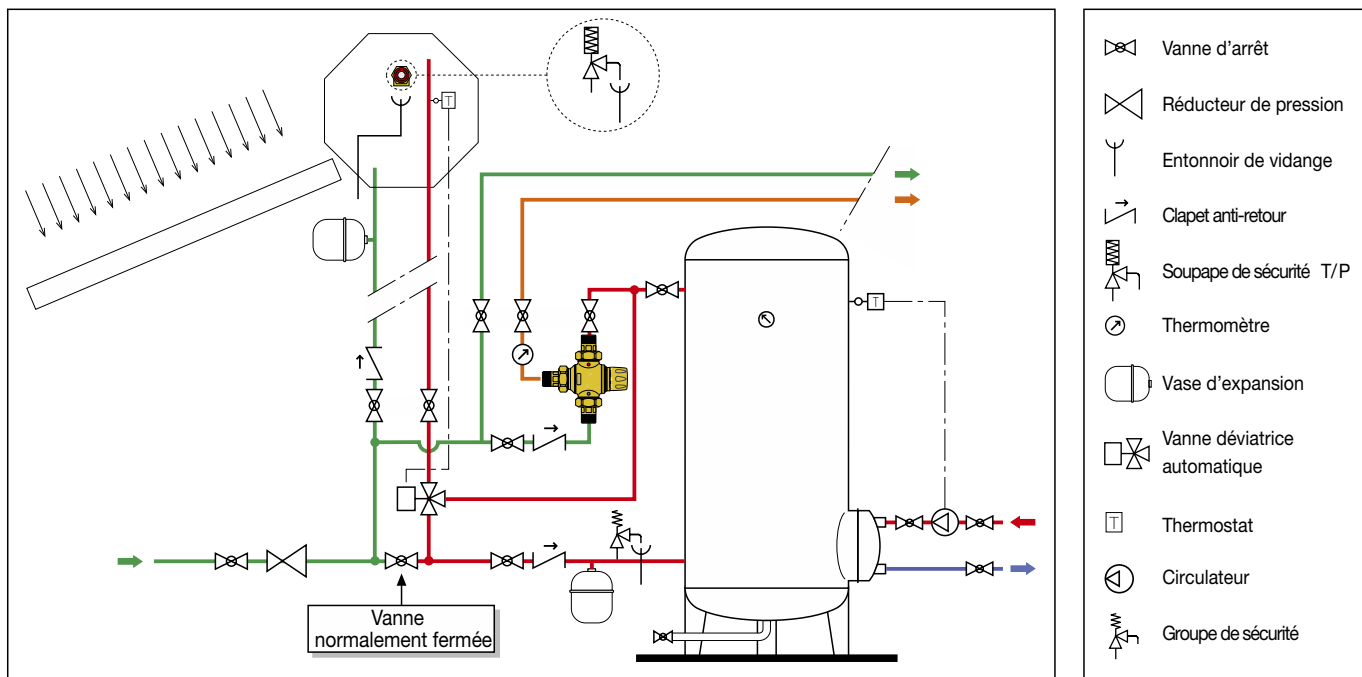 T
T
Vanne
normalement fermée
Vanne d'arrêt
Réducteur de pression
Entonnoir de vidange
Clapet anti-retour
Soupape de sécurité T/P
Thermomètre
Vase d'expansion
Vanne déviatrice
automatique
T
Thermostat
Circulateur
Groupe de sécurité